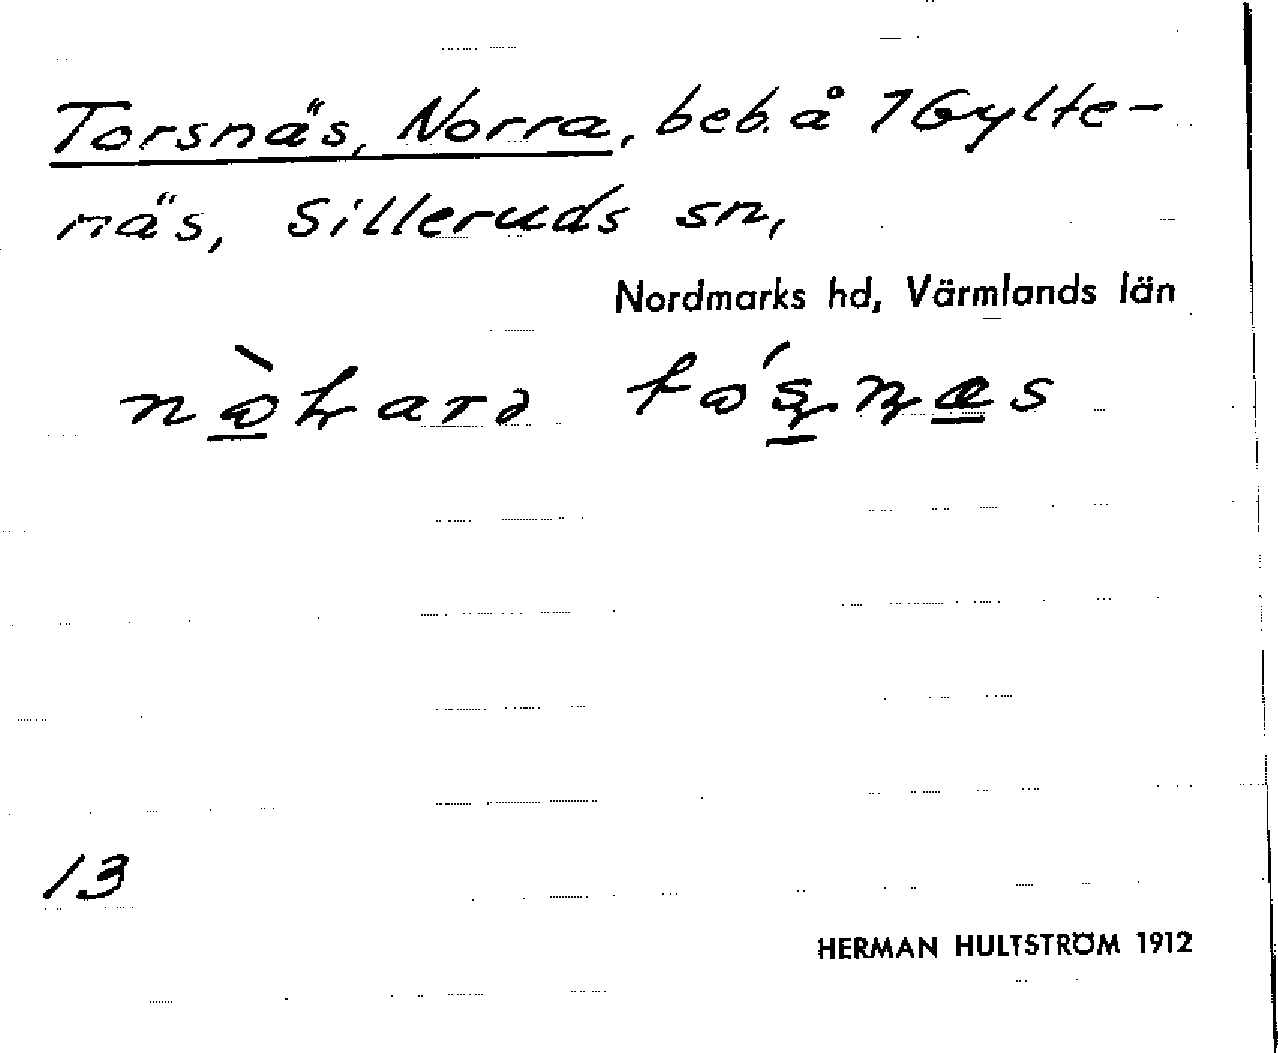 Torsnäs, Norra, beb. å 1 Gylte-
näs, Silleruds sn,
Nordmarks hd, Värmlands län
13
HERMAN HULTSTRÖM 1912